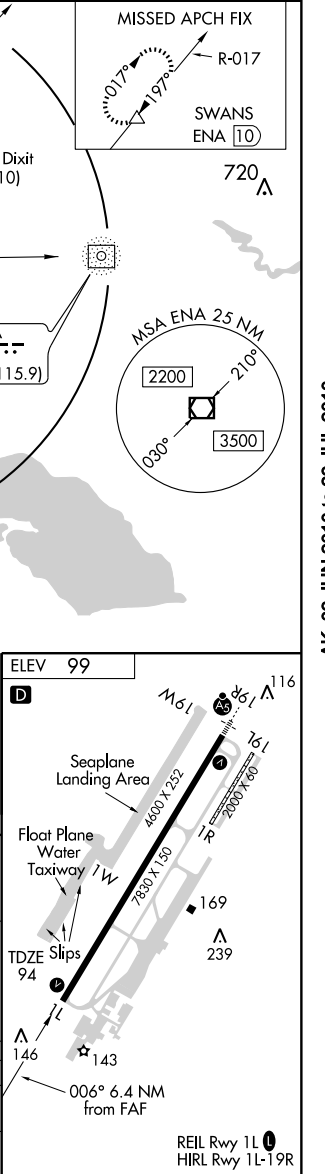 MISSED APCH FIX
R-017
017°
197°
SWANS
ENA 10
Dixit
10)
720
115.9)
MSA ENA 25 NM
2200
210°
030°
3500
ELEV 99
D
19W
A5
19R
116
Seaplane
Landing Area
4600 X 252
19L
2000 X 60
1R
Float Plane
Water
Taxiway
1W
7830 X 150
169
239
TDZE
94
Slips
V
V
1L
146
143
006° 6.4 NM
from FAF
REIL Rwy 1L L
HIRL Rwy 1L-19R